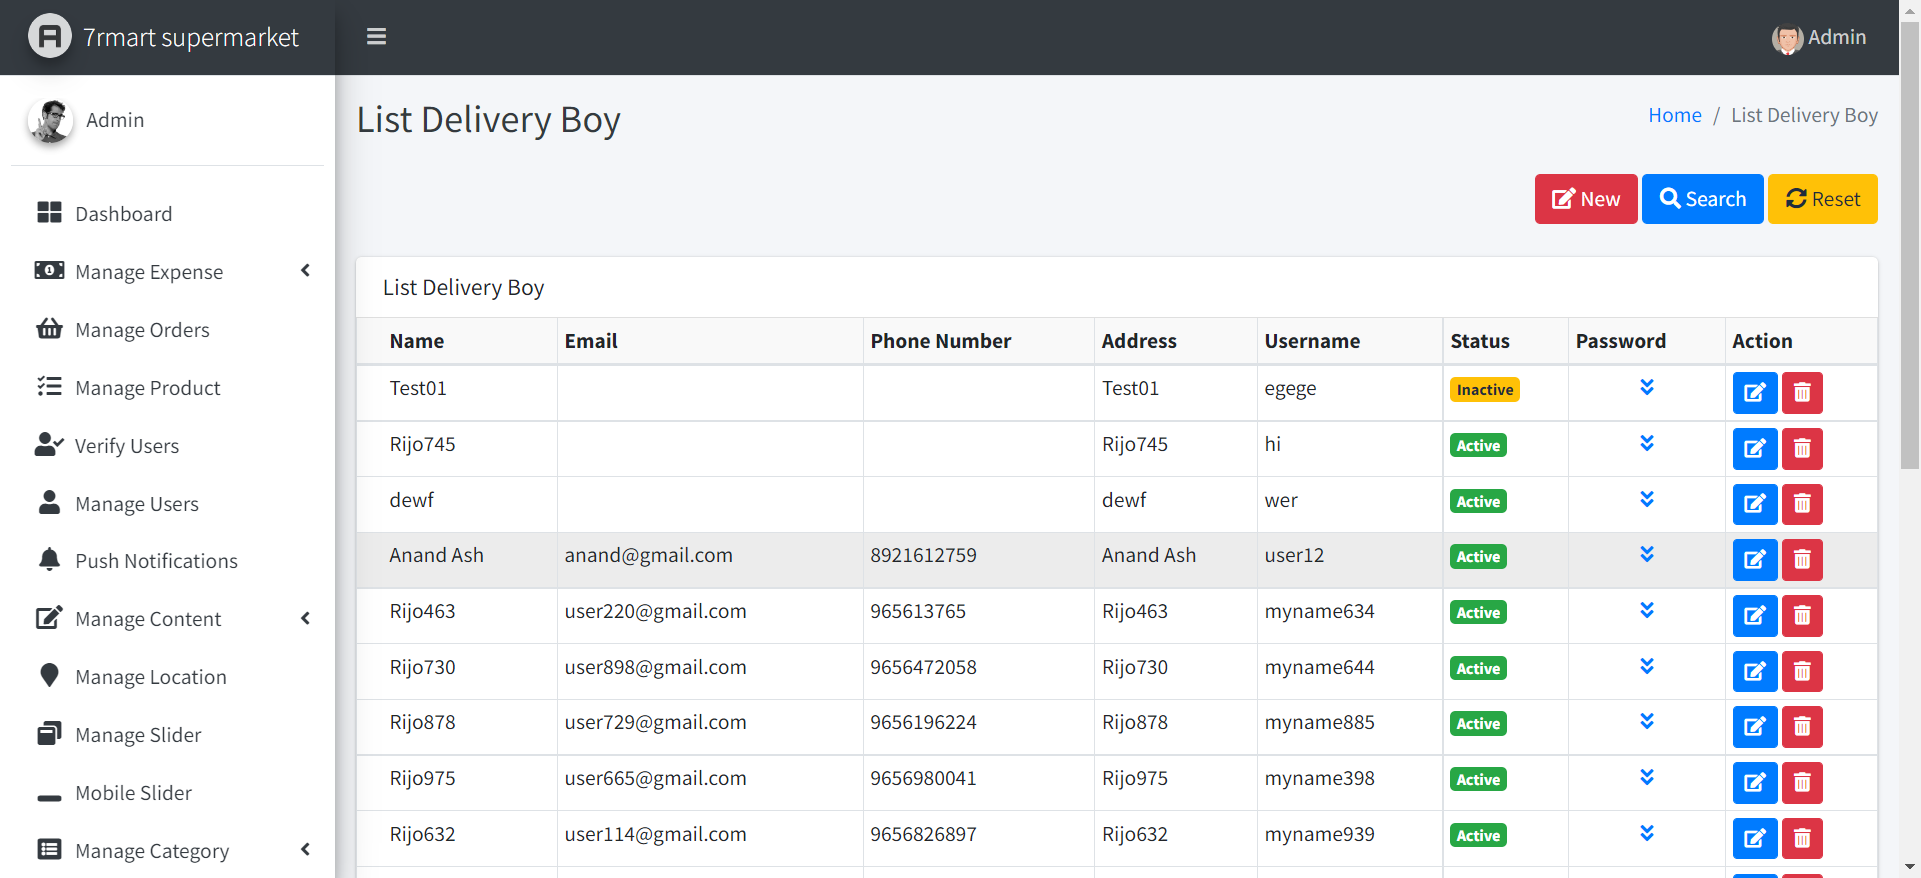 7rmart supermarket
Admin
Admin
Dashboard
Manage Expense
Manage Orders
Manage Product
Verify Users
Manage Users
Push Notifications
Manage Content
Manage Location
Manage Slider
Mobile Slider
Manage Category
List Delivery Boy
Home / List Delivery Boy
New Search Reset
List Delivery Boy
Name Email Phone Number Address Username Status Password Action
Test01 Test01 egege Inactive
Rijo745 Rijo745 hi Active
dewf dewf wer Active
Anand Ash anand@gmail.com 8921612759 Anand Ash user12 Active
Rijo463 user220@gmail.com 965613765 Rijo463 myname634 Active
Rijo730 user898@gmail.com 9656472058 Rijo730 myname644 Active
Rijo878 user729@gmail.com 9656196224 Rijo878 myname885 Active
Rijo975 user665@gmail.com 9656980041 Rijo975 myname398 Active
Rijo632 user114@gmail.com 9656826897 Rijo632 myname939 Active